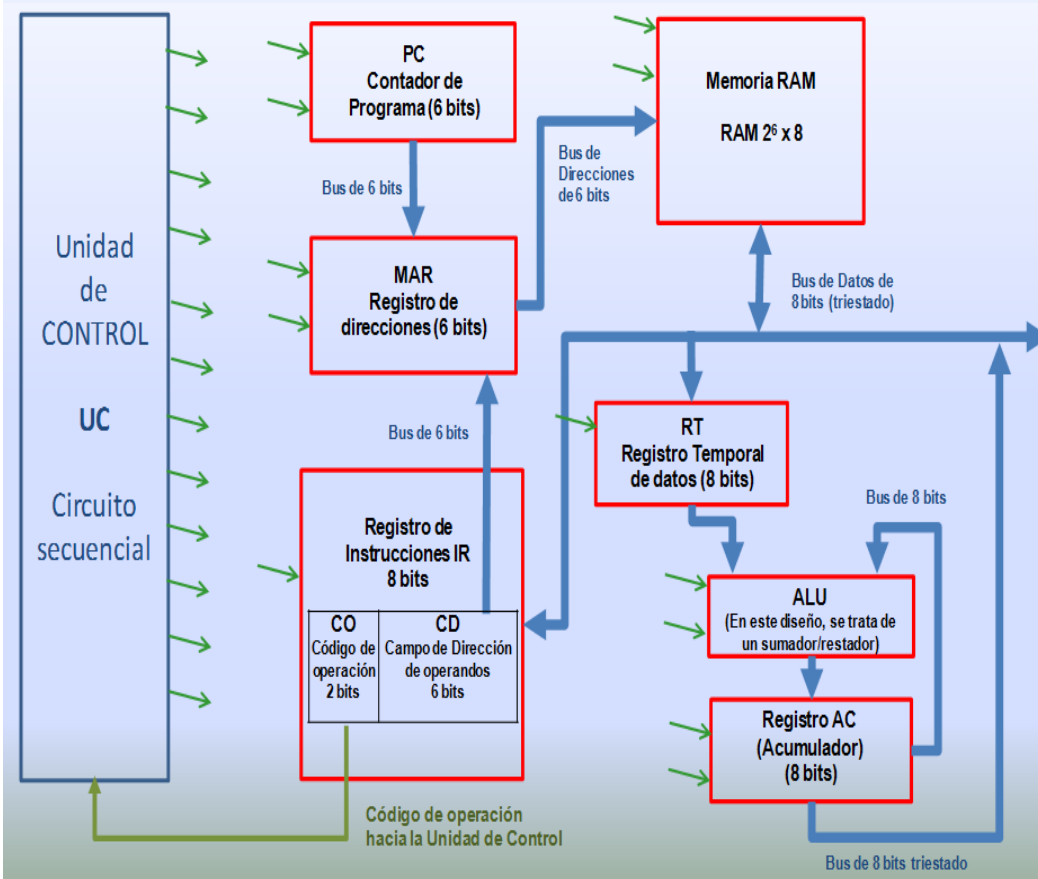 Unidad
de
CONTROL
UC
Circuito
secuencial
PC
Contador de
Programa (6 bits)
Bus de 6 bits
MAR
Registro de
direcciones (6 bits)
Bus de
Direcciones
de 6 bits
Memoria RAM
RAM 2⁶ x 8
Bus de Datos de
8 bits (triestado)
Bus de 6 bits
RT
Registro Temporal
de datos (8 bits)
Bus de 8 bits
Registro de
Instrucciones IR
8 bits
CO
Código de
operación
2 bits
CD
Campo de Dirección
de operandos
6 bits
ALU
(En este diseño, se trata de
un sumador/restador)
Registro AC
(Acumulador)
(8 bits)
Código de operación
hacia la Unidad de Control
Bus de 8 bits triestado